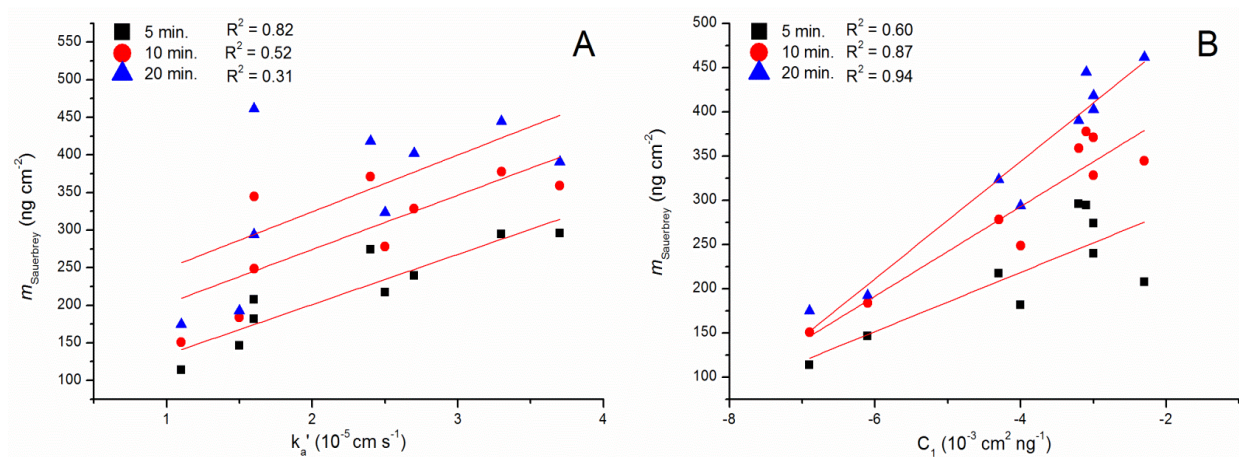 5 min. R² = 0.82
10 min. R² = 0.52
20 min. R² = 0.31
A
550
500
450
400
350
300
250
200
150
100
m Sauerbrey (ng cm⁻²)
1 2 3 4
kₐ' (10⁻⁵ cm s⁻¹)
5 min. R² = 0.60
10 min. R² = 0.87
20 min. R² = 0.94
B
500
450
400
350
300
250
200
150
100
m Sauerbrey (ng cm⁻²)
-8 -6 -4 -2
C₁ (10⁻³ cm² ng⁻¹)